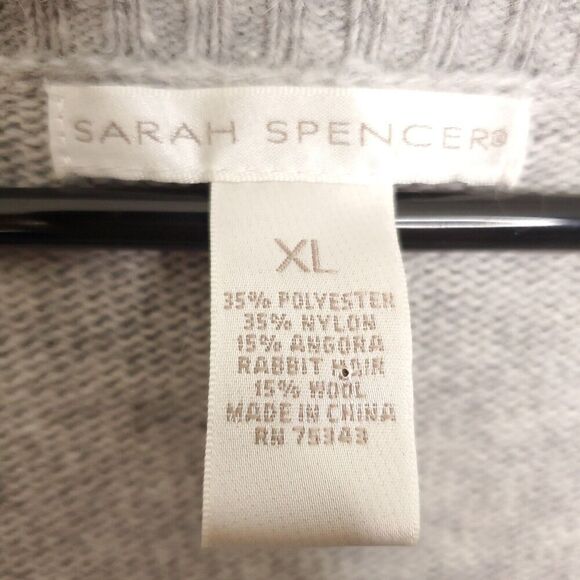 SARAH SPENCER®
XL
35% POLYESTER
35% NYLON
15% ANGORA
RABBIT HAIR
15% WOOL
MADE IN CHINA
RN 75343